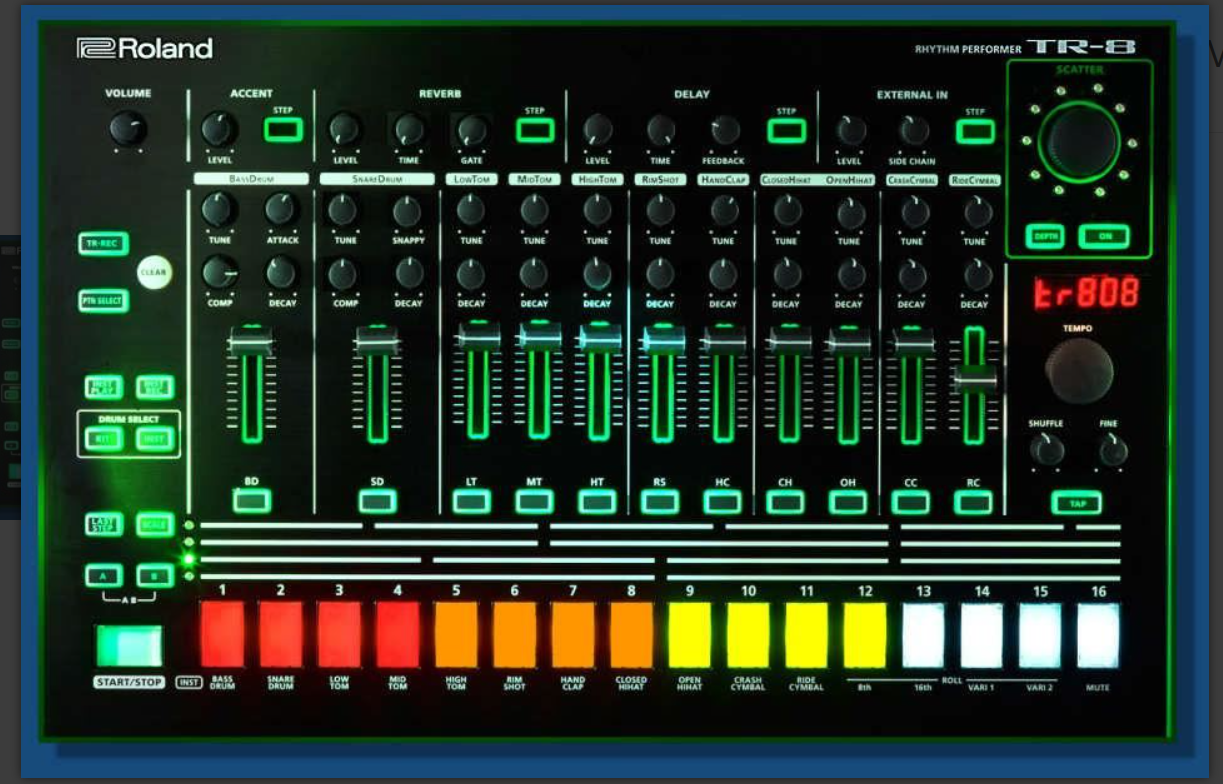 Roland
RHYTHM PERFORMER TR-8
VOLUME
ACCENT
REVERB
DELAY
EXTERNAL IN
SCATTER
STEP
STEP
STEP
STEP
LEVEL
LEVEL
TIME
GATE
LEVEL
TIME
FEEDBACK
LEVEL
SIDE CHAIN
BASSDRUM
SNAREDRUM
LOWTOM
MIDTOM
HIGHTOM
RIMSHOT
HANDCLAP
CLOSEDHIHAT
OPENHIHAT
CRASHCYMBAL
RIDECYMBAL
TR-REC
TUNE
ATTACK
TUNE
SNAPPY
TUNE
TUNE
TUNE
TUNE
TUNE
TUNE
TUNE
TUNE
TUNE
DEPTH
ON
CLEAR
PTN SELECT
COMP
DECAY
COMP
DECAY
DECAY
DECAY
DECAY
DECAY
DECAY
DECAY
DECAY
DECAY
DECAY
tr808
TEMPO
INST
PLAY
INST
REC
DRUM SELECT
KIT
INST
SHUFFLE
FINE
BD
SD
LT
MT
HT
RS
HC
CH
OH
CC
RC
TAP
LAST
STEP
SCALE
A
B
A B
1
2
3
4
5
6
7
8
9
10
11
12
13
14
15
16
START/STOP
INST
BASS
DRUM
SNARE
DRUM
LOW
TOM
MID
TOM
HIGH
TOM
RIM
SHOT
HAND
CLAP
CLOSED
HIHAT
OPEN
HIHAT
CRASH
CYMBAL
RIDE
CYMBAL
ROLL
8th
16th
VARI 1
VARI 2
MUTE